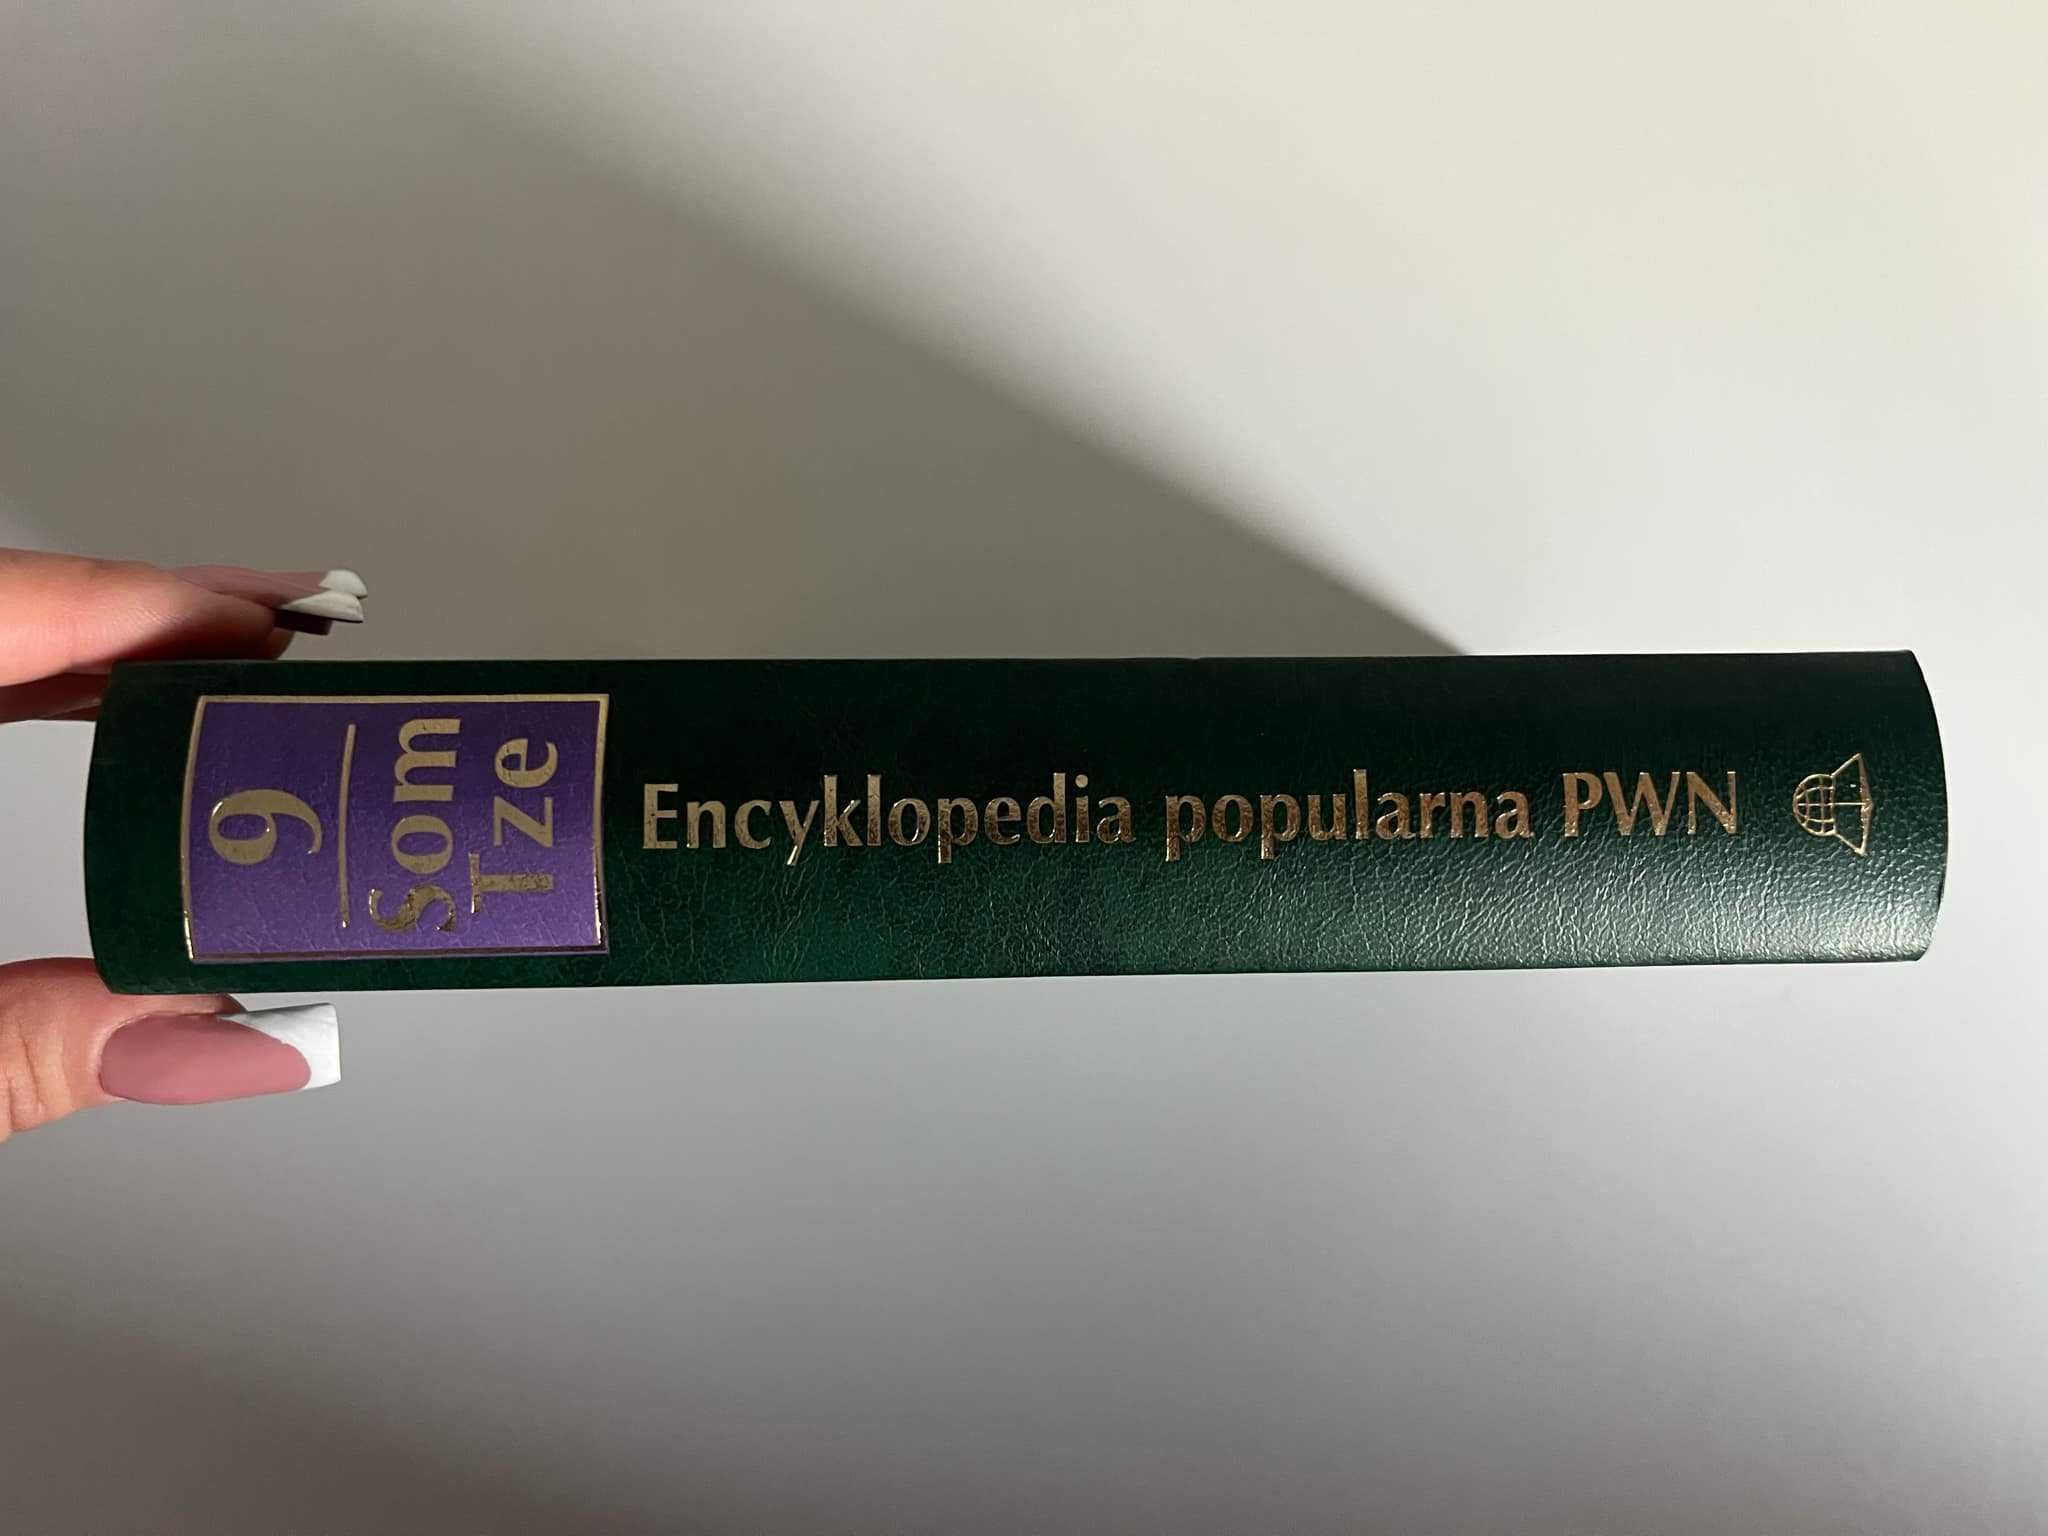 9
Som
Tze
Encyklopedia popularna PWN